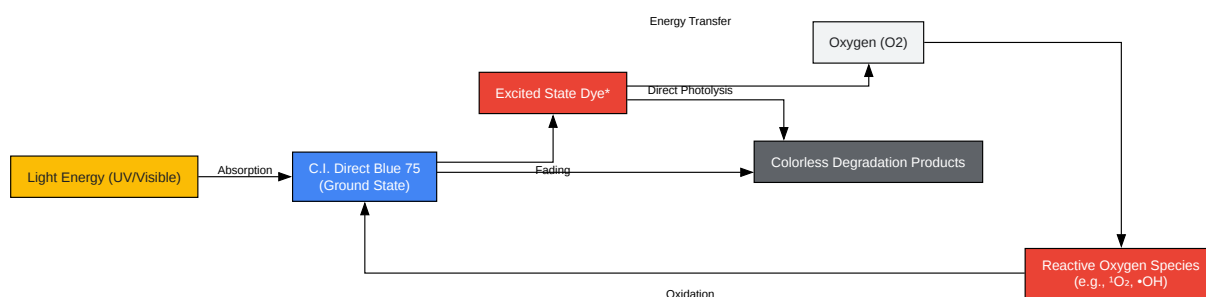 Energy Transfer
Oxygen (O2)
Excited State Dye*
Direct Photolysis
Light Energy (UV/Visible)
Absorption
C.I. Direct Blue 75
(Ground State)
Fading
Colorless Degradation Products
Reactive Oxygen Species
(e.g., ¹O₂, •OH)
Oxidation